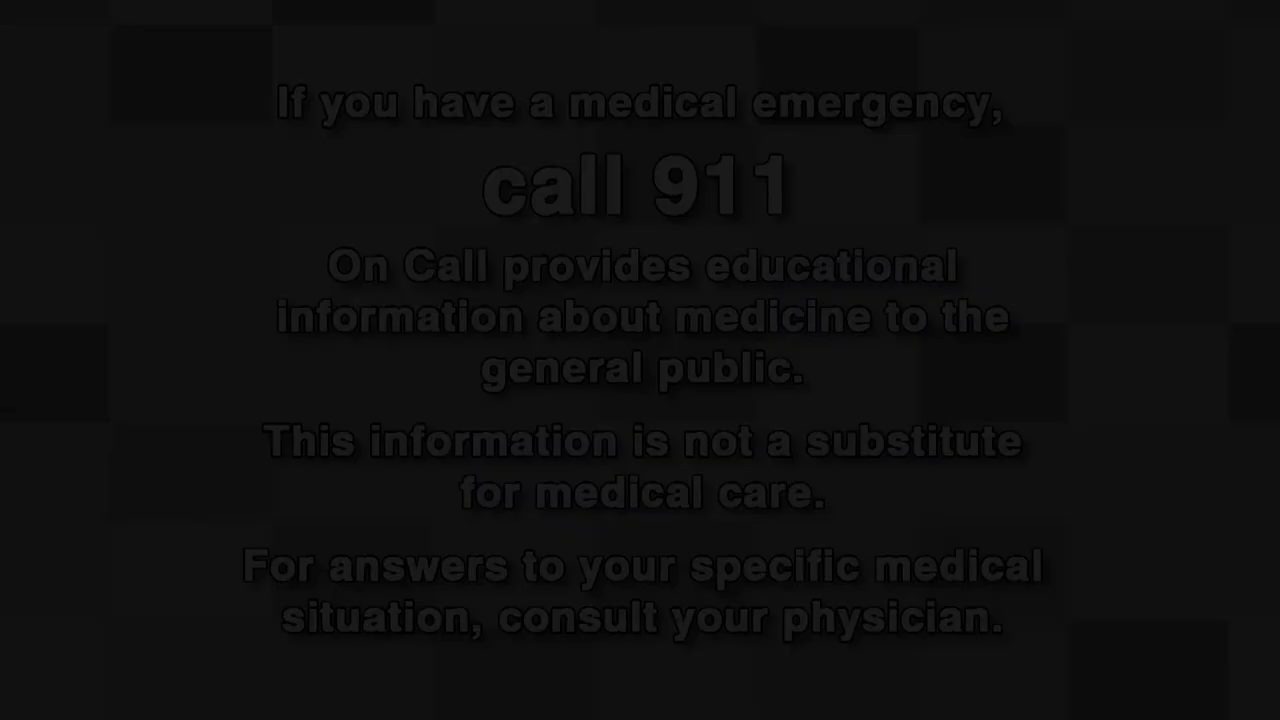 If you have a medical emergency,
call 911
On Call provides educational
information about medicine to the
general public.
This information is not a substitute
for medical care.
For answers to your specific medical
situation, consult your physician.